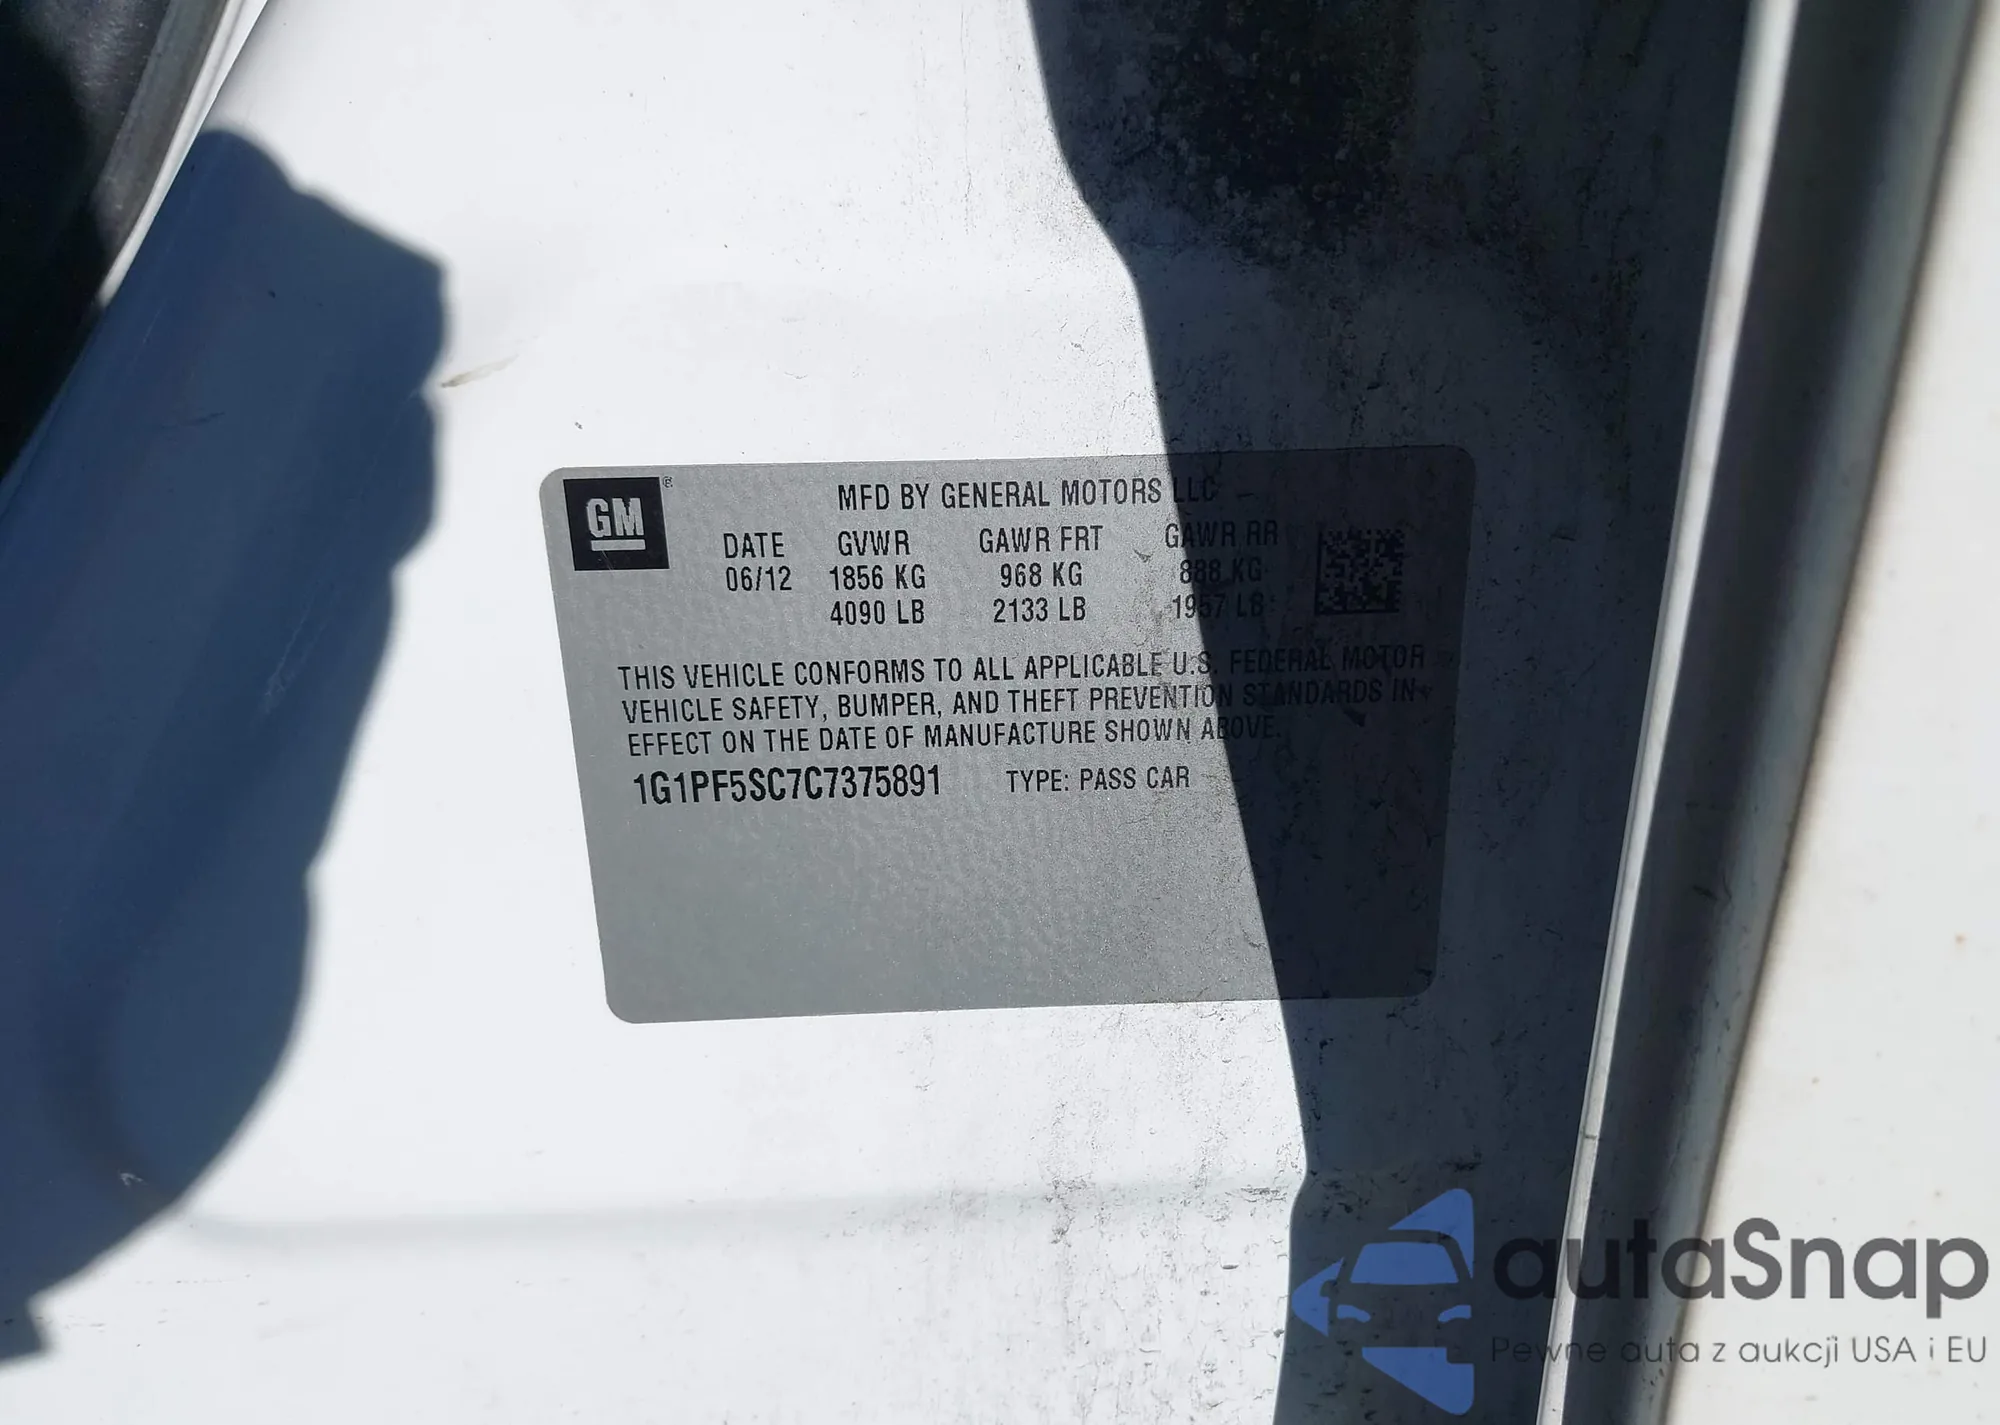 GM®
MFD BY GENERAL MOTORS LLC
DATE GVWR GAWR FRT GAWR RR
06/12 1856 KG 968 KG 888 KG
4090 LB 2133 LB 1957 LB
THIS VEHICLE CONFORMS TO ALL APPLICABLE U.S. FEDERAL MOTOR
VEHICLE SAFETY, BUMPER, AND THEFT PREVENTION STANDARDS IN
EFFECT ON THE DATE OF MANUFACTURE SHOWN ABOVE.
1G1PF5SC7C7375891 TYPE: PASS CAR
autaSnap
Pewne auta z aukcji USA i EU